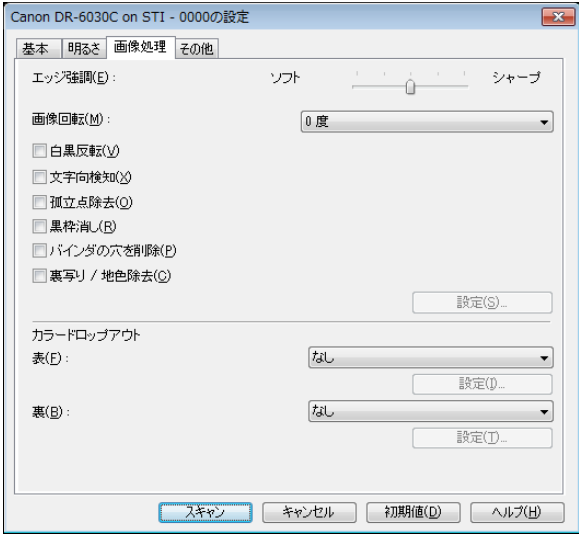 Canon DR-6030C on STI - 0000の設定
基本 明るさ 画像処理 その他
エッジ強調(E): ソフト シャープ
画像回転(M): 0 度
白黒反転(V)
文字向検知(X)
孤立点除去(O)
黒枠消し(R)
バインダの穴を削除(P)
裏写り / 地色除去(C)
設定(S)...
カラードロップアウト
表(F): なし
設定(I)...
裏(B): なし
設定(T)...
スキャン キャンセル 初期値(D) ヘルプ(H)